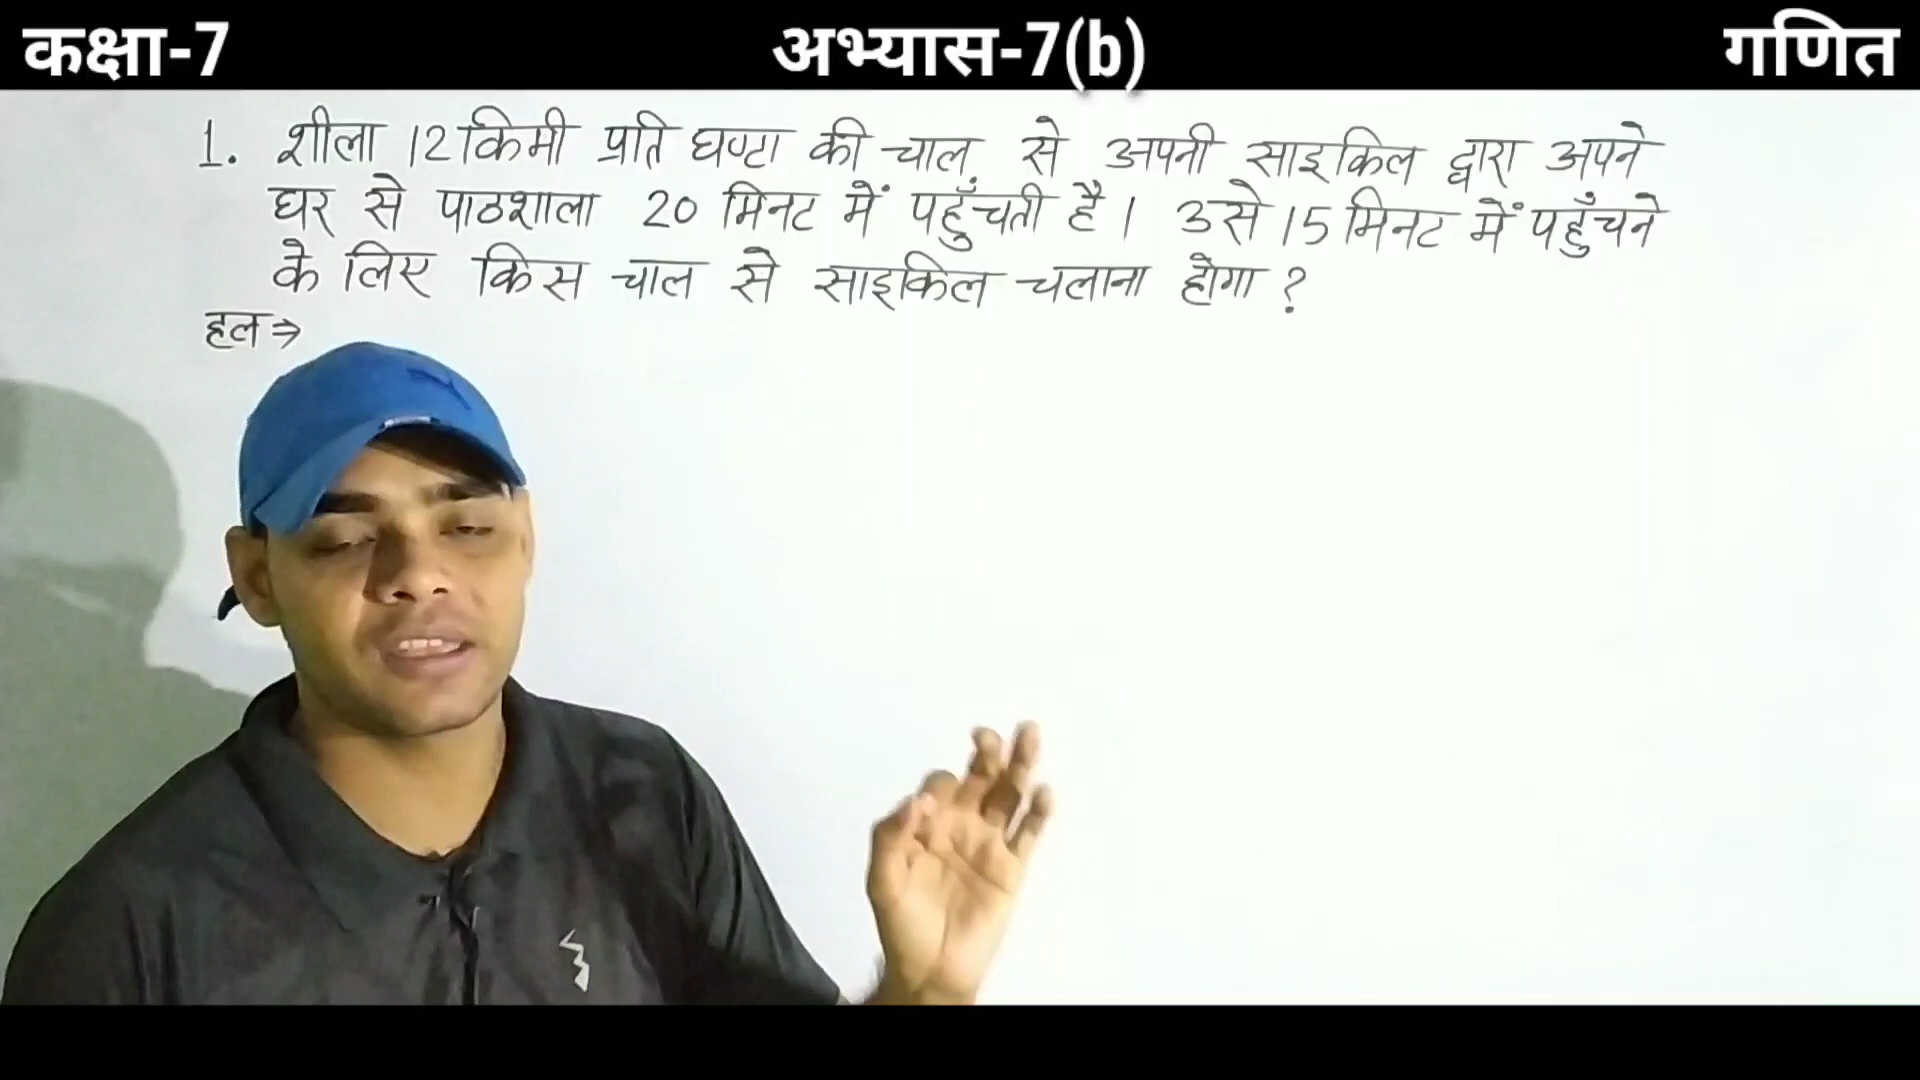 कक्षा-7 अभ्यास-7(b) गणित
1. शीला 12 किमी प्रति घण्टा की चाल से अपनी साइकिल द्वारा अपने
घर से पाठशाला 20 मिनट में पहुँचती है। उसे 15 मिनट में पहुँचने
के लिए किस चाल से साइकिल चलाना होगा ?
हल ⇒